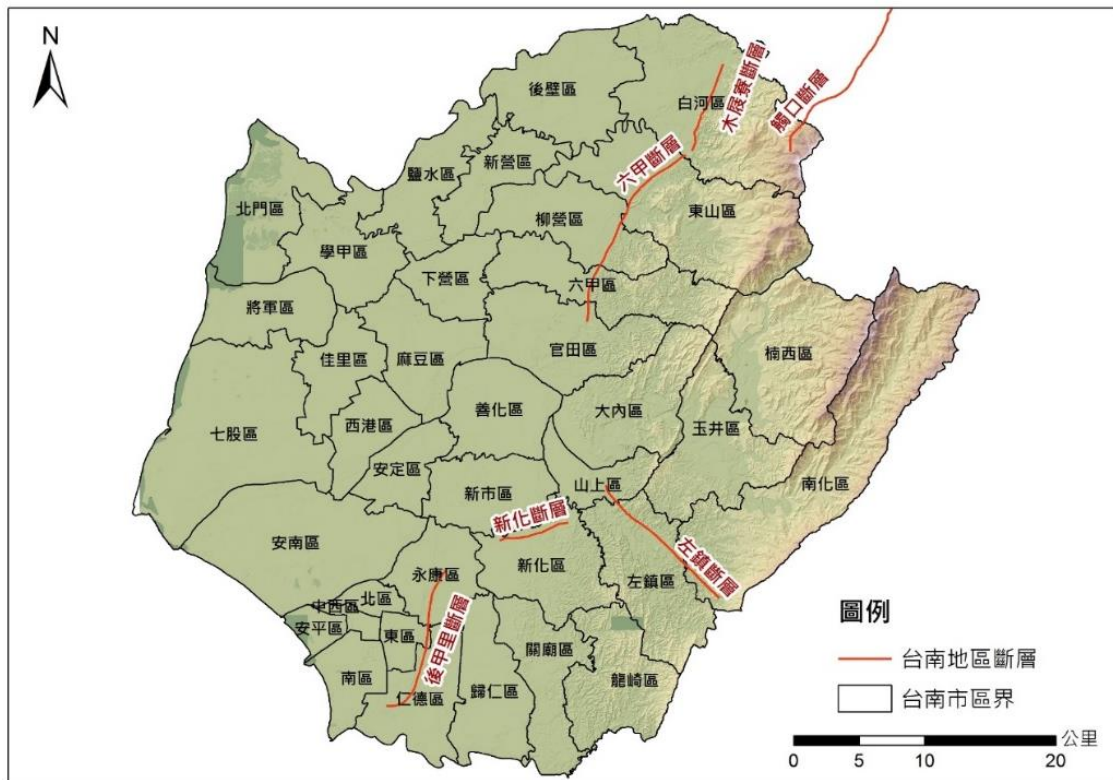 N
後壁區
白河區
木屐寮斷層
觸口斷層
新營區
鹽水區
六甲斷層
北門區
柳營區
東山區
學甲區
下營區
六甲區
將軍區
官田區
楠西區
佳里區
麻豆區
大內區
善化區
玉井區
西港區
七股區
安定區
新市區
山上區
南化區
新化斷層
安南區
左鎮斷層
永康區
新化區
左鎮區
北區
中西區
安平區
東區
後甲里斷層
關廟區
南區
仁德區
歸仁區
龍崎區
圖例
台南地區斷層
台南市區界
公里
0 5 10 20